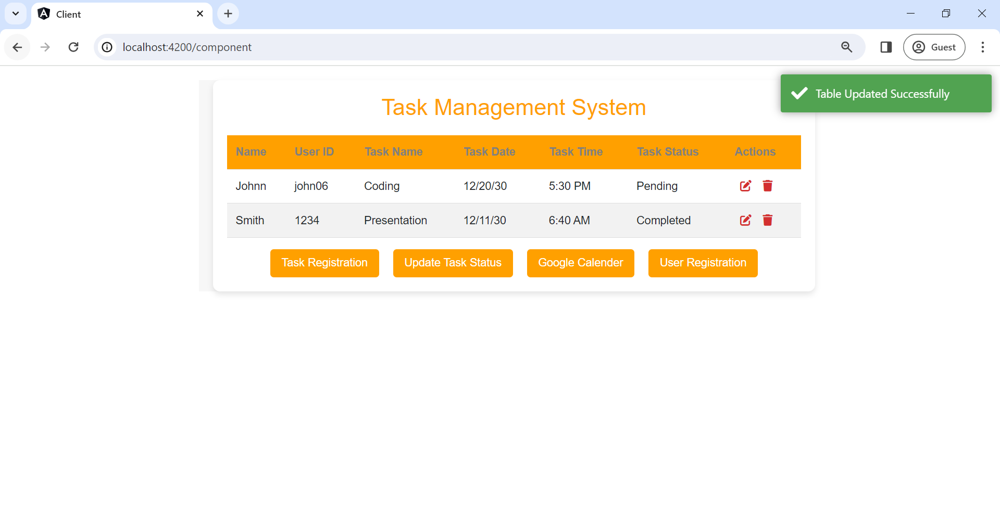 Client
localhost:4200/component
Guest
Table Updated Successfully
Task Management System
Name User ID Task Name Task Date Task Time Task Status Actions
Johnn john06 Coding 12/20/30 5:30 PM Pending
Smith 1234 Presentation 12/11/30 6:40 AM Completed
Task Registration Update Task Status Google Calender User Registration